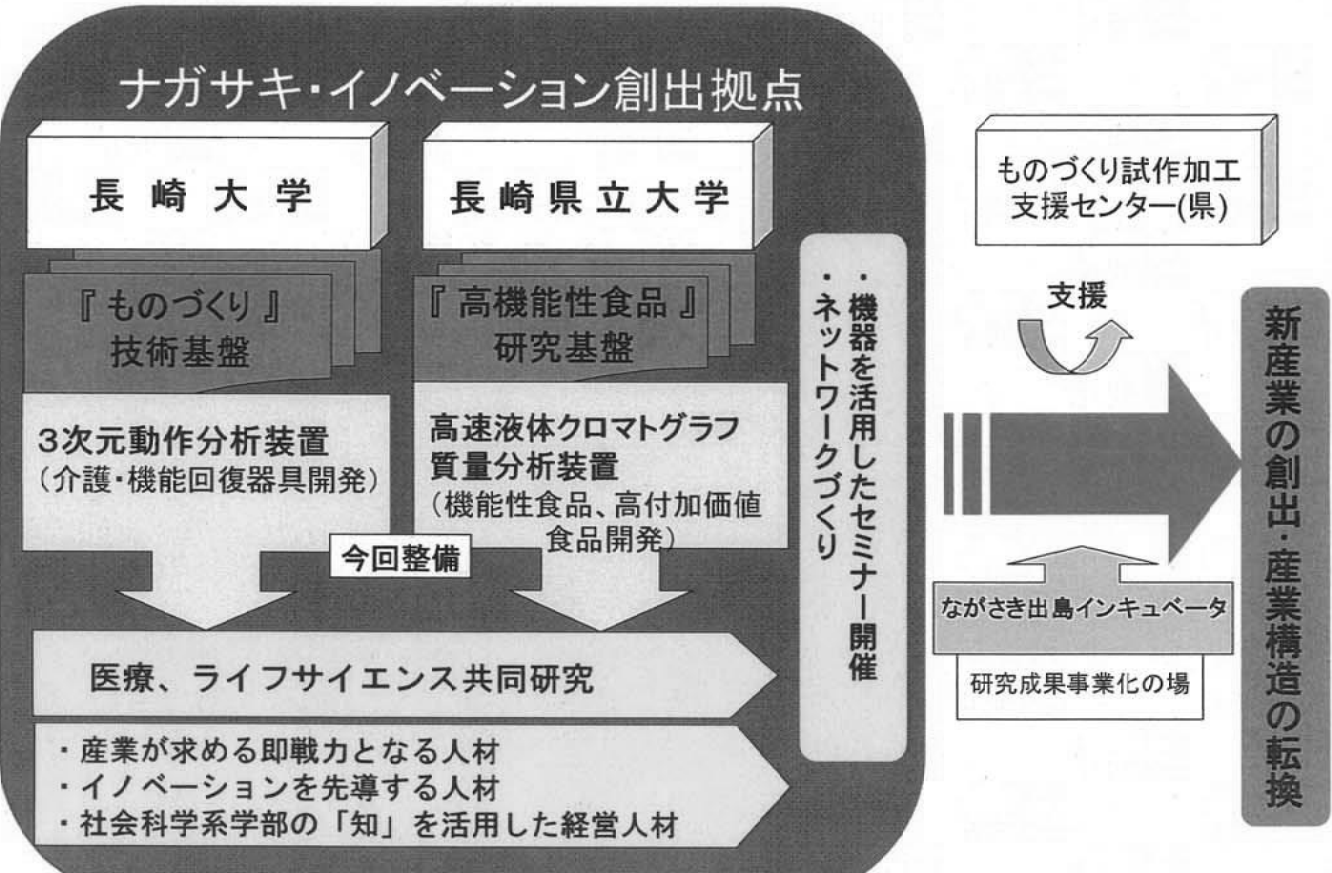 ナガサキ・イノベーション創出拠点
長崎大学
『ものづくり』
技術基盤
3次元動作分析装置
(介護・機能回復器具開発)
長崎県立大学
『高機能性食品』
研究基盤
高速液体クロマトグラフ
質量分析装置
(機能性食品、高付加価値
食品開発)
今回整備
医療、ライフサイエンス共同研究
・産業が求める即戦力となる人材
・イノベーションを先導する人材
・社会科学系学部の「知」を活用した経営人材
・機器を活用したセミナー開催
・ネットワークづくり
ものづくり試作加工
支援センター(県)
支援
ながさき出島インキュベータ
研究成果事業化の場
新産業の創出・産業構造の転換